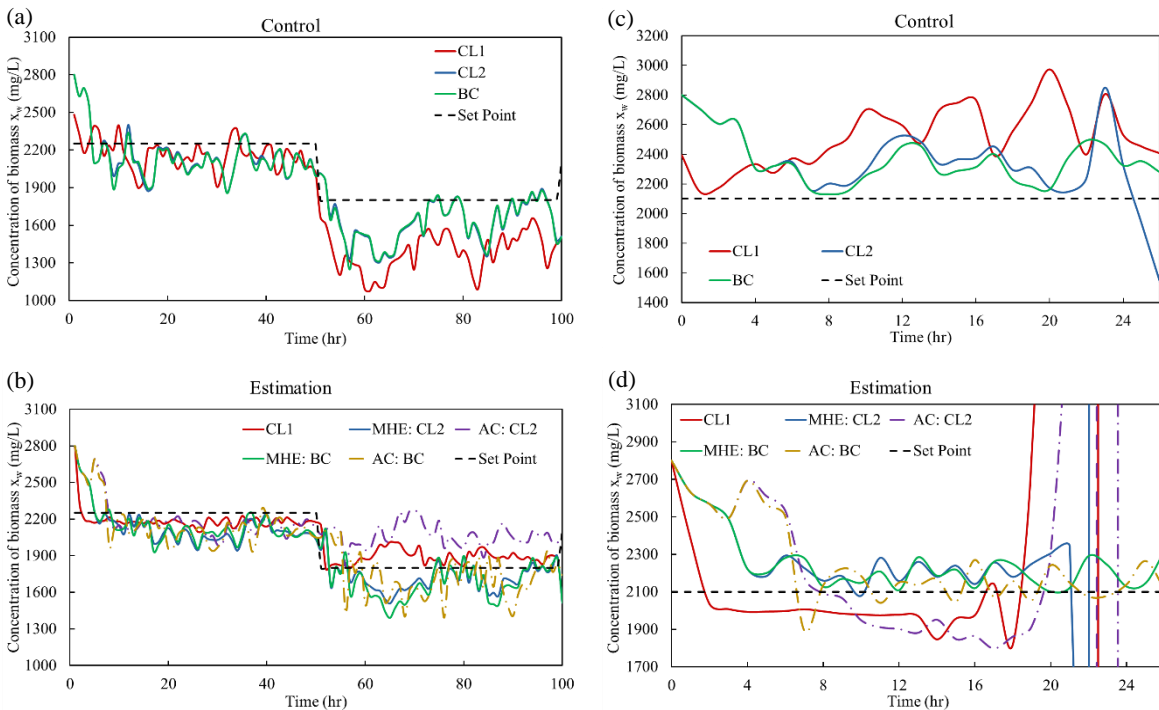 (a)
Control
Concentration of biomass x_w (mg/L)
3100
2800
2500
2200
1900
1600
1300
1000
CL1
CL2
BC
Set Point
0
20
40
60
80
100
Time (hr)
(c)
Control
Concentration of biomass x_w (mg/L)
3200
3000
2800
2600
2400
2200
2000
1800
1600
1400
CL1
CL2
BC
Set Point
0
4
8
12
16
20
24
Time (hr)
(b)
Estimation
Concentration of biomass x_w (mg/L)
3100
2800
2500
2200
1900
1600
1300
1000
CL1
MHE: CL2
AC: CL2
MHE: BC
AC: BC
Set Point
0
20
40
60
80
100
Time (hr)
(d)
Estimation
Concentration of biomass x_w (mg/L)
3100
2900
2700
2500
2300
2100
1900
1700
CL1
MHE: CL2
AC: CL2
MHE: BC
AC: BC
Set Point
0
4
8
12
16
20
24
Time (hr)